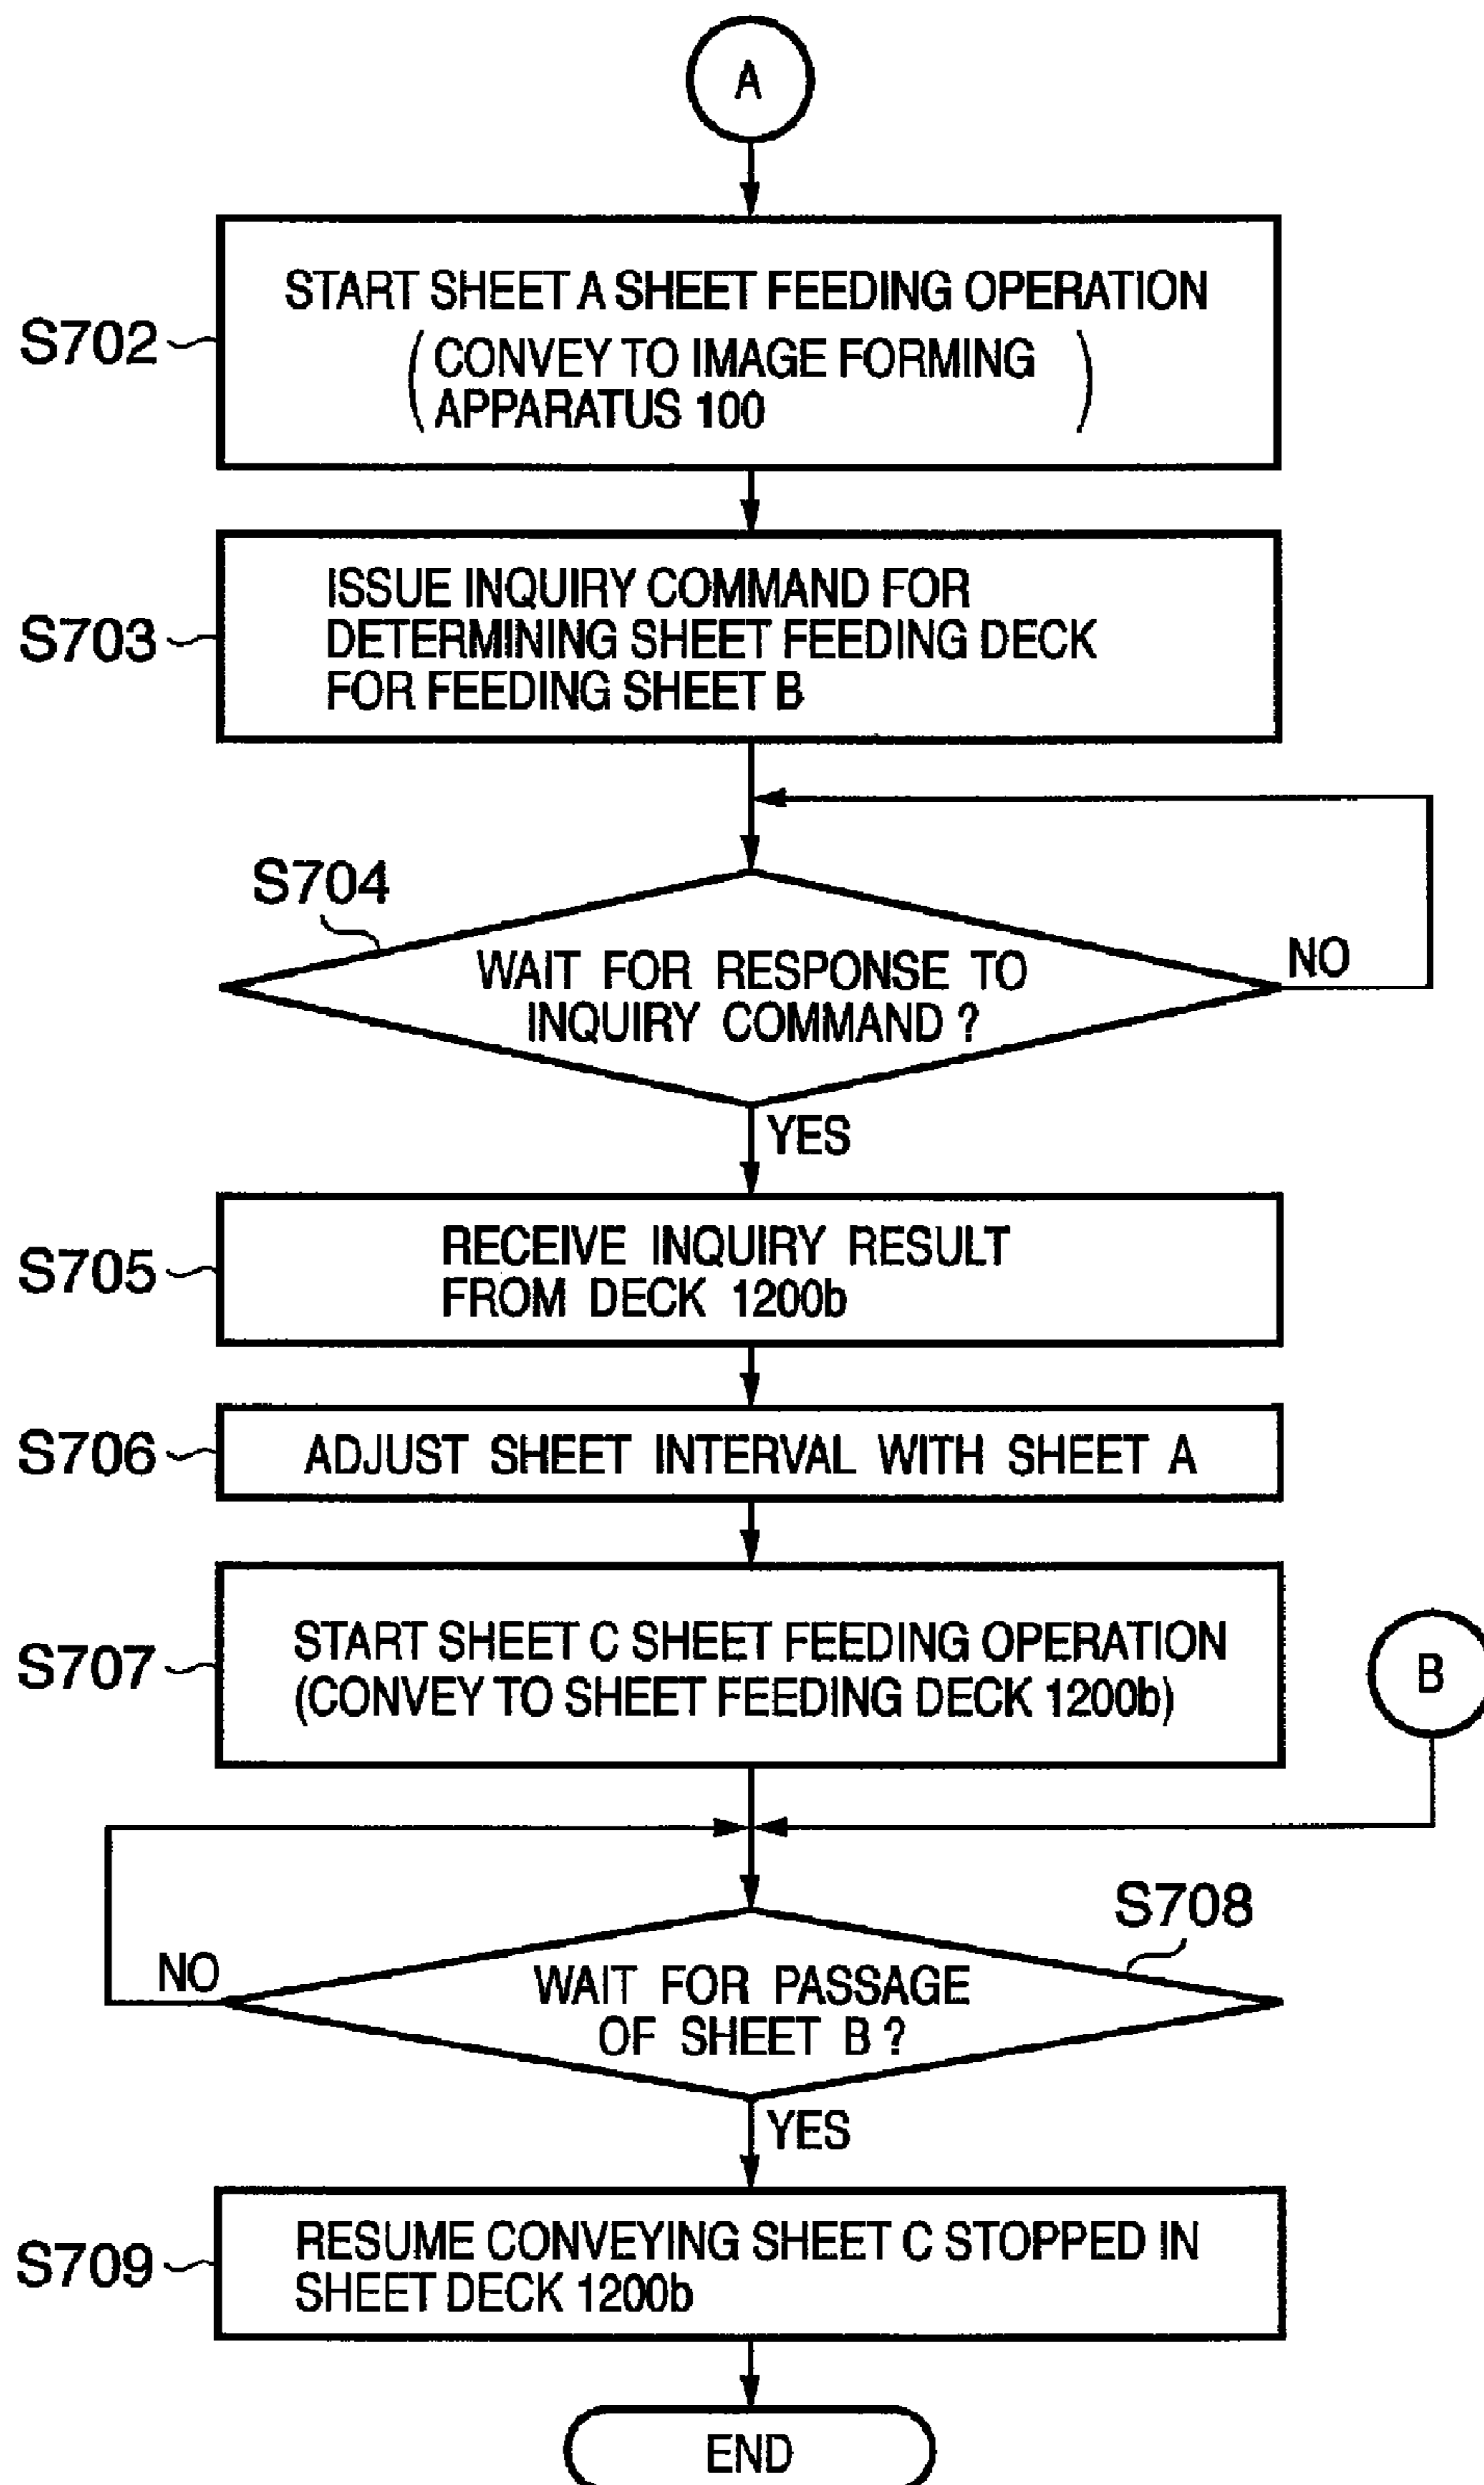 A
START SHEET A SHEET FEEDING OPERATION
(CONVEY TO IMAGE FORMING
APPARATUS 100)
S702
ISSUE INQUIRY COMMAND FOR
DETERMINING SHEET FEEDING DECK
FOR FEEDING SHEET B
S703
S704
WAIT FOR RESPONSE TO
INQUIRY COMMAND ?
NO
YES
RECEIVE INQUIRY RESULT
FROM DECK 1200b
S705
S706
ADJUST SHEET INTERVAL WITH SHEET A
START SHEET C SHEET FEEDING OPERATION
(CONVEY TO SHEET FEEDING DECK 1200b)
S707
B
S708
NO
WAIT FOR PASSAGE
OF SHEET B ?
YES
RESUME CONVEYING SHEET C STOPPED IN
SHEET DECK 1200b
S709
END